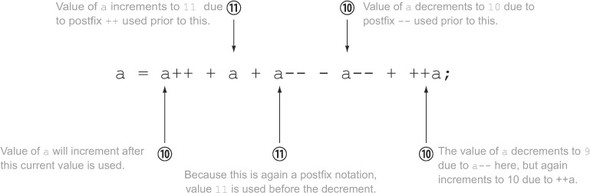 Value of a increments to 11 due
to postfix ++ used prior to this.
11
10
Value of a decrements to 10 due to
postfix -- used prior to this.
a = a++ + a + a-- - a-- + ++a;
Value of a will increment after
this current value is used.
10
11
Because this is again a postfix notation,
value 11 is used before the decrement.
10
The value of a decrements to 9
due to a-- here, but again
increments to 10 due to ++a.